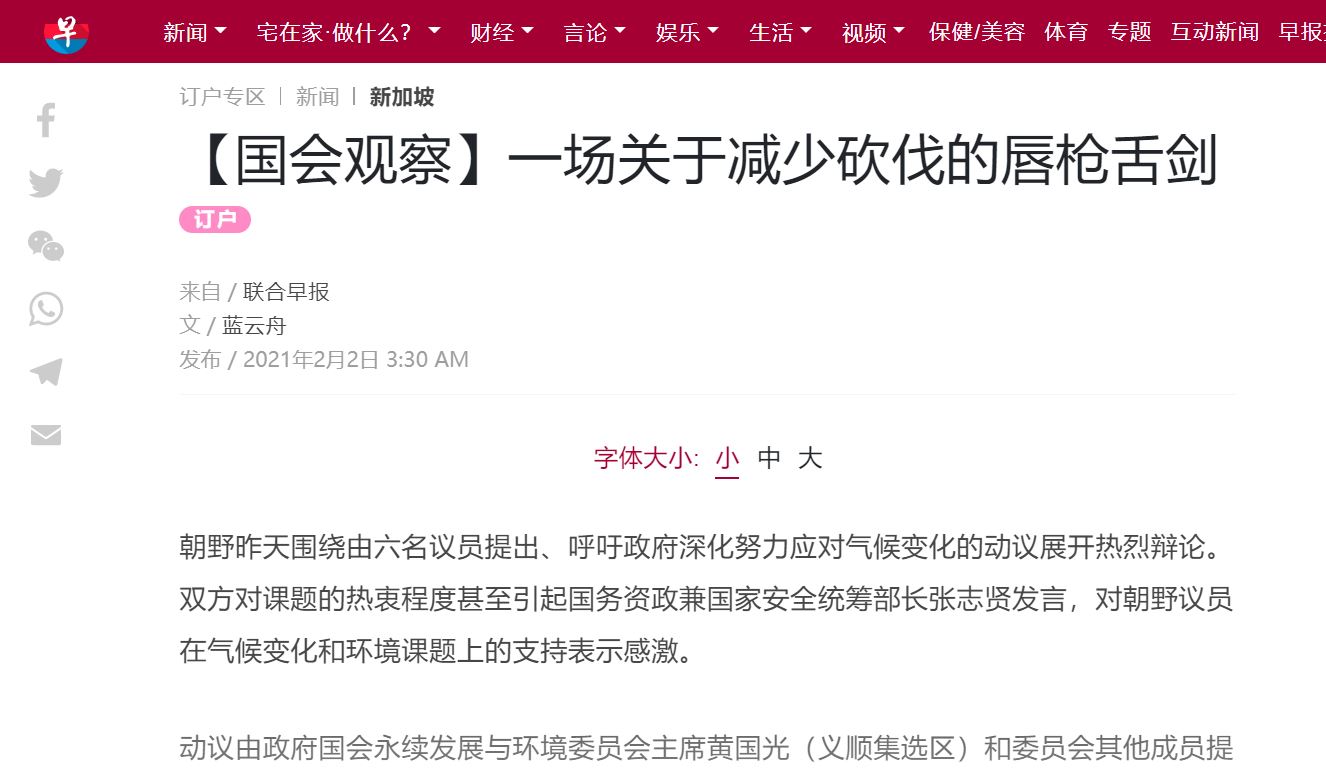 早
新闻 宅在家·做什么？ 财经 言论 娱乐 生活 视频 保健/美容 体育 专题 互动新闻 早报
订户专区 | 新闻 | 新加坡
【国会观察】一场关于减少砍伐的唇枪舌剑
订户
来自 / 联合早报
文 / 蓝云舟
发布 / 2021年2月2日 3:30 AM
字体大小: 小 中 大
朝野昨天围绕由六名议员提出、呼吁政府深化努力应对气候变化的动议展开热烈辩论。
双方对课题的热衷程度甚至引起国务资政兼国家安全统筹部长张志贤发言，对朝野议员
在气候变化和环境课题上的支持表示感激。
动议由政府国会永续发展与环境委员会主席黄国光（义顺集选区）和委员会其他成员提